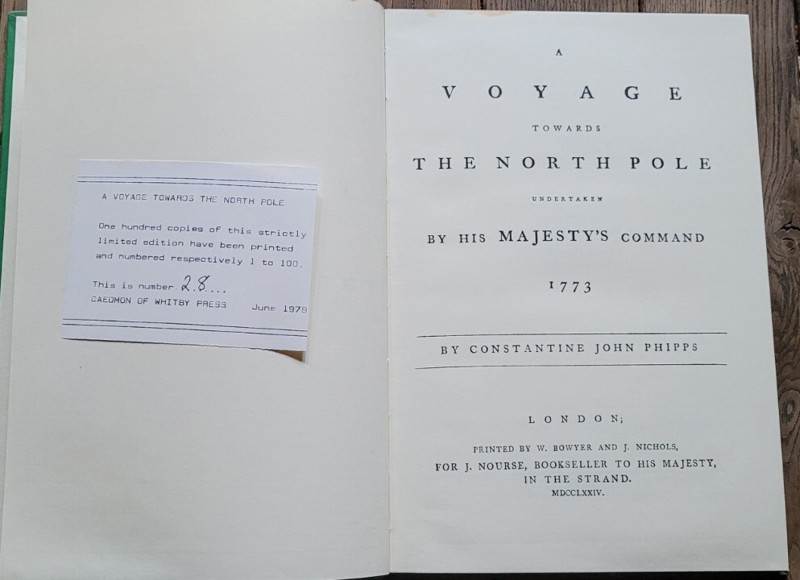 A VOYAGE TOWARDS THE NORTH POLE
One hundred copies of this strictly
limited edition have been printed
and numbered respectively 1 to 100.
This is number 28...
CAEDMON OF WHITBY PRESS June 1978
A
VOYAGE
TOWARDS
THE NORTH POLE
UNDERTAKEN
BY HIS MAJESTY'S COMMAND
1773
BY CONSTANTINE JOHN PHIPPS
LONDON;
PRINTED BY W. BOWYER AND J. NICHOLS,
FOR J. NOURSE, BOOKSELLER TO HIS MAJESTY,
IN THE STRAND.
MDCCLXXIV.